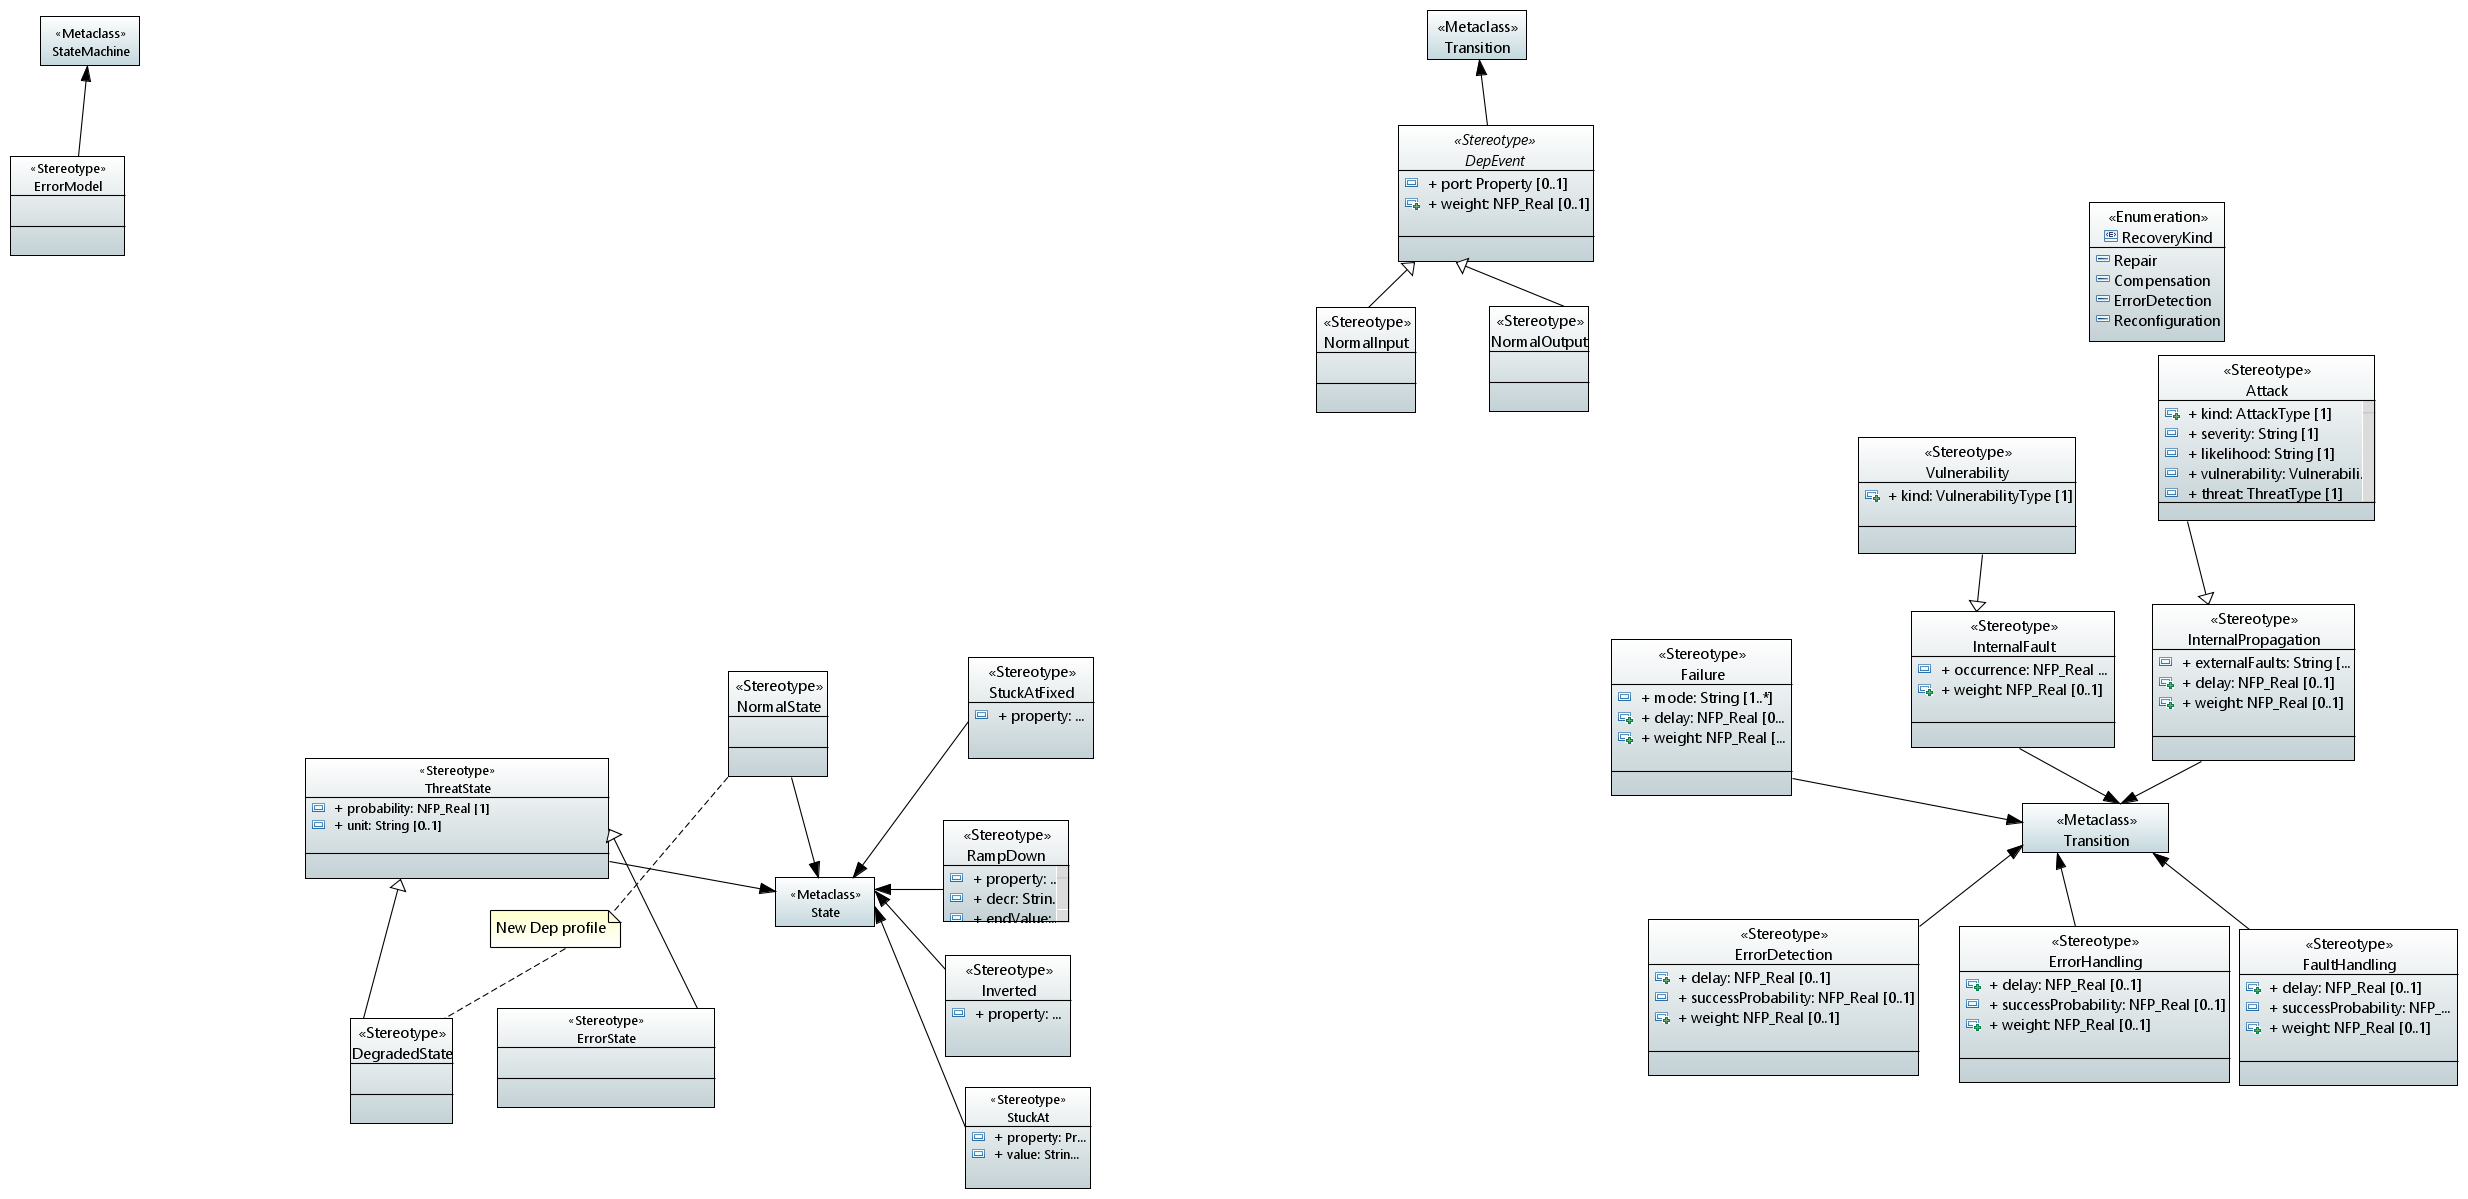 «Metaclass»
StateMachine
«Stereotype»
ErrorModel
«Metaclass»
Transition
«Stereotype»
DepEvent
+ port: Property [0..1]
+ weight: NFP_Real [0..1]
«Stereotype»
NormalInput
«Stereotype»
NormalOutput
«Enumeration»
RecoveryKind
Repair
Compensation
ErrorDetection
Reconfiguration
«Stereotype»
Attack
+ kind: AttackType [1]
+ severity: String [1]
+ likelihood: String [1]
+ vulnerability: Vulnerabili.
+ threat: ThreatType [1]
«Stereotype»
Vulnerability
+ kind: VulnerabilityType [1]
«Stereotype»
InternalFault
+ occurrence: NFP_Real ...
+ weight: NFP_Real [0..1]
«Stereotype»
InternalPropagation
+ externalFaults: String [...
+ delay: NFP_Real [0..1]
+ weight: NFP_Real [0..1]
«Stereotype»
Failure
+ mode: String [1..*]
+ delay: NFP_Real [0...
+ weight: NFP_Real [...
«Metaclass»
Transition
«Stereotype»
ErrorDetection
+ delay: NFP_Real [0..1]
+ successProbability: NFP_Real [0..1]
+ weight: NFP_Real [0..1]
«Stereotype»
ErrorHandling
+ delay: NFP_Real [0..1]
+ successProbability: NFP_Real [0..1]
+ weight: NFP_Real [0..1]
«Stereotype»
FaultHandling
+ delay: NFP_Real [0..1]
+ successProbability: NFP_...
+ weight: NFP_Real [0..1]
«Stereotype»
NormalState
«Stereotype»
StuckAtFixed
+ property: ...
«Stereotype»
ThreatState
+ probability: NFP_Real [1]
+ unit: String [0..1]
«Stereotype»
RampDown
+ property: ..
+ decr: Strin.
+ endValue:..
«Metaclass»
State
New Dep profile
«Stereotype»
Inverted
+ property: ...
«Stereotype»
DegradedState
«Stereotype»
ErrorState
«Stereotype»
StuckAt
+ property: Pr...
+ value: Strin...